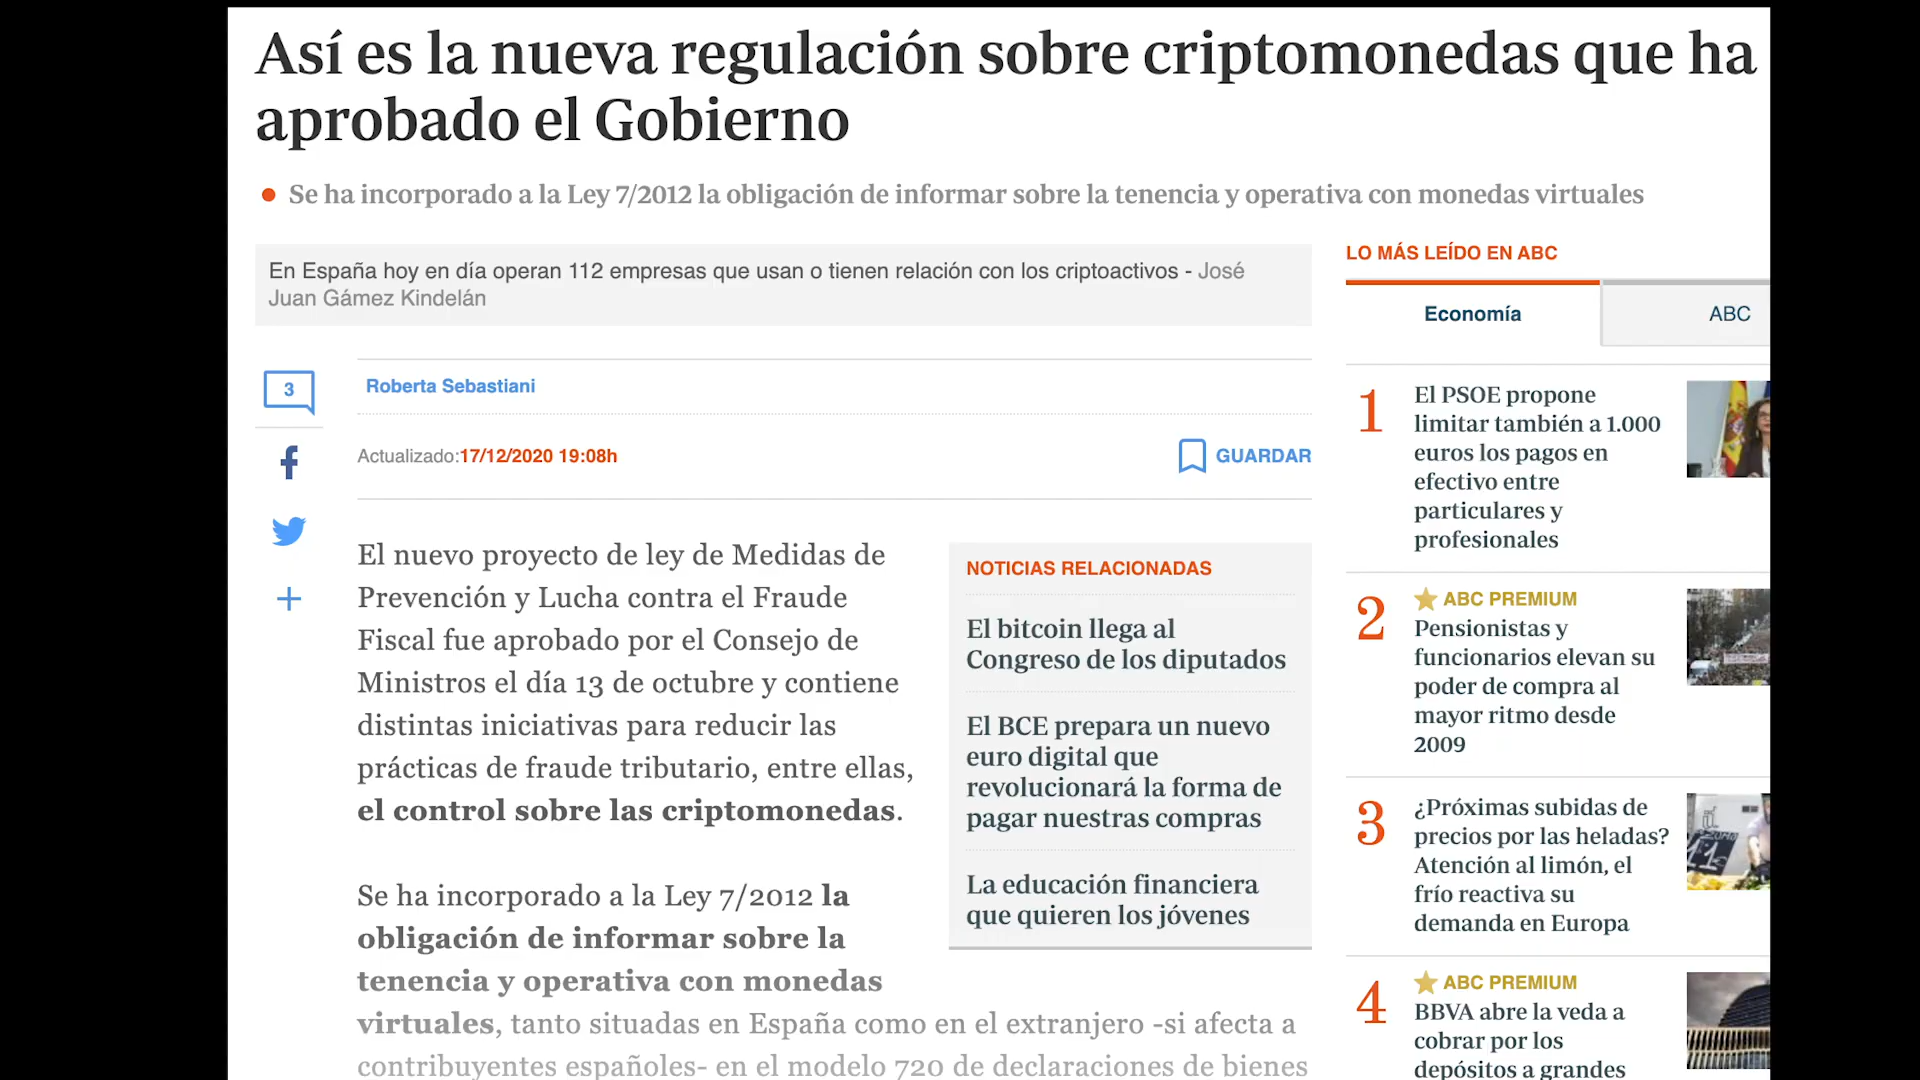 Así es la nueva regulación sobre criptomonedas que ha
aprobado el Gobierno
Se ha incorporado a la Ley 7/2012 la obligación de informar sobre la tenencia y operativa con monedas virtuales
En España hoy en día operan 112 empresas que usan o tienen relación con los criptoactivos - José
Juan Gámez Kindelán
3
Roberta Sebastiani
Actualizado:17/12/2020 19:08h
GUARDAR
El nuevo proyecto de ley de Medidas de
Prevención y Lucha contra el Fraude
Fiscal fue aprobado por el Consejo de
Ministros el día 13 de octubre y contiene
distintas iniciativas para reducir las
prácticas de fraude tributario, entre ellas,
el control sobre las criptomonedas.
Se ha incorporado a la Ley 7/2012 la
obligación de informar sobre la
tenencia y operativa con monedas
virtuales, tanto situadas en España como en el extranjero -si afecta a
contribuyentes españoles- en el modelo 720 de declaraciones de bienes
NOTICIAS RELACIONADAS
El bitcoin llega al
Congreso de los diputados
El BCE prepara un nuevo
euro digital que
revolucionará la forma de
pagar nuestras compras
La educación financiera
que quieren los jóvenes
LO MÁS LEÍDO EN ABC
Economía
ABC
1
El PSOE propone
limitar también a 1.000
euros los pagos en
efectivo entre
particulares y
profesionales
2
ABC PREMIUM
Pensionistas y
funcionarios elevan su
poder de compra al
mayor ritmo desde
2009
3
¿Próximas subidas de
precios por las heladas?
Atención al limón, el
frío reactiva su
demanda en Europa
4
ABC PREMIUM
BBVA abre la veda a
cobrar por los
depósitos a grandes